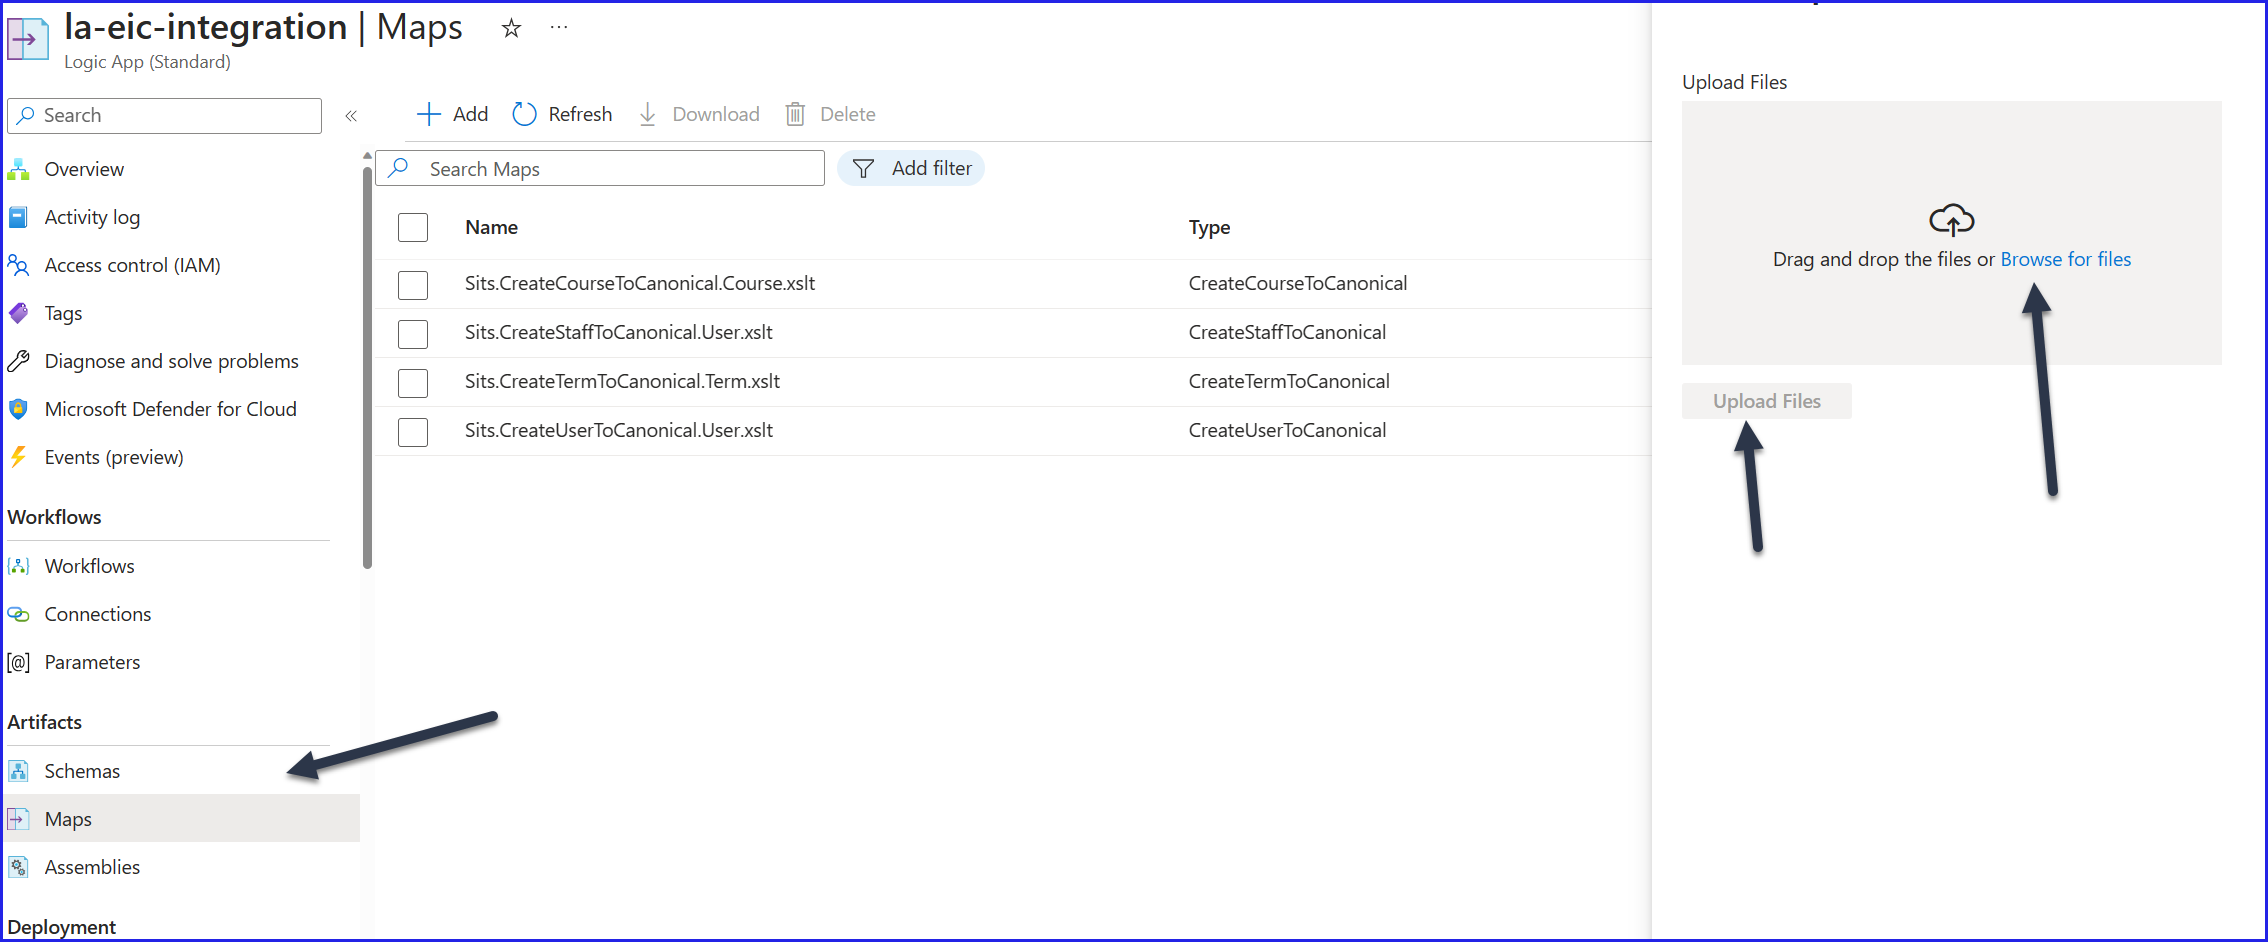 la-eic-integration | Maps
Logic App (Standard)
Search
Overview
Activity log
Access control (IAM)
Tags
Diagnose and solve problems
Microsoft Defender for Cloud
Events (preview)
Workflows
Workflows
Connections
[@] Parameters
Artifacts
Schemas
Maps
Assemblies
Deployment
Add Refresh Download Delete
Search Maps Add filter
Name Type
Sits.CreateCourseToCanonical.Course.xslt CreateCourseToCanonical
Sits.CreateStaffToCanonical.User.xslt CreateStaffToCanonical
Sits.CreateTermToCanonical.Term.xslt CreateTermToCanonical
Sits.CreateUserToCanonical.User.xslt CreateUserToCanonical
Upload Files
Drag and drop the files or Browse for files
Upload Files